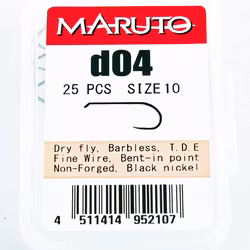 MARUTO
d04
25 PCS SIZE 10
Dry fly, Barbless, T.D.E
Fine Wire, Bent-in point
Non-Forged, Black nickel
4 511414 952107